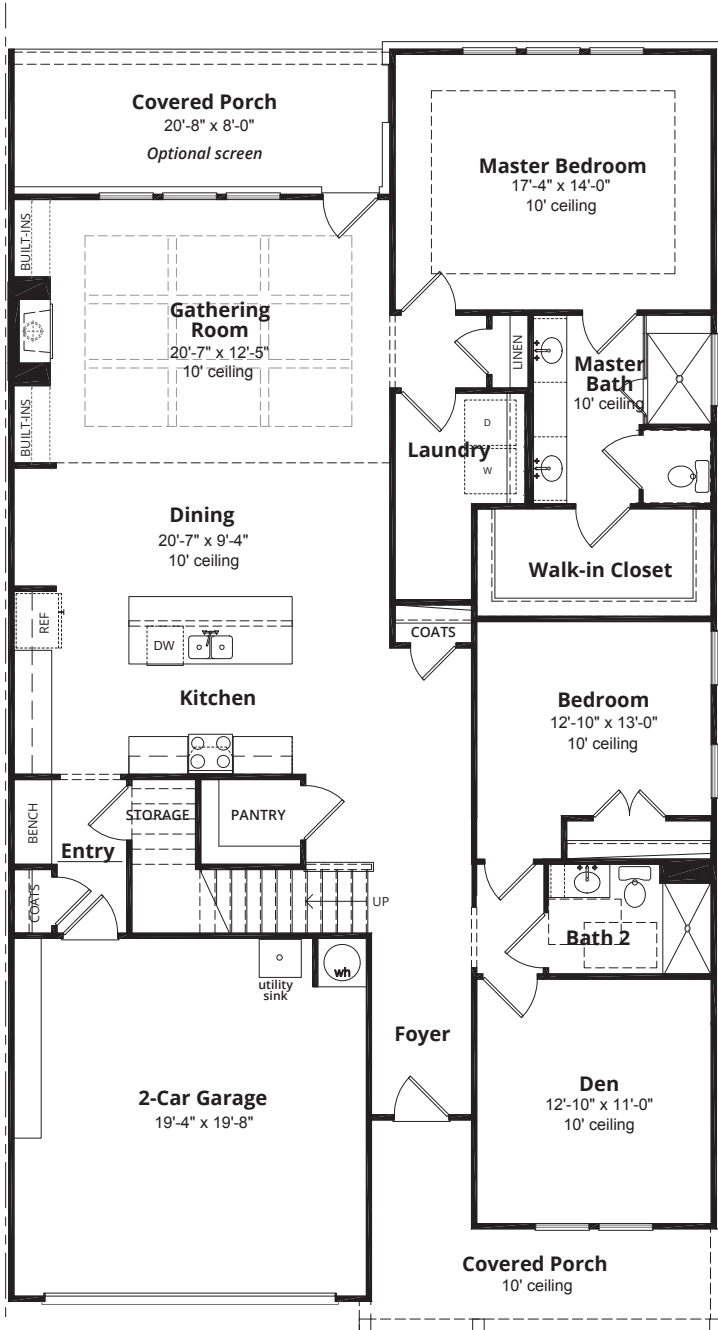 Covered Porch
20'-8" x 8'-0"
Optional screen
Master Bedroom
17'-4" x 14'-0"
10' ceiling
BUILT-INS
Gathering
Room
20'-7" x 12'-5"
10' ceiling
BUILT-INS
LINEN
Master
Bath
10' ceiling
D
Laundry
W
Dining
20'-7" x 9'-4"
10' ceiling
Walk-in Closet
REF
DW
COATS
Kitchen
Bedroom
12'-10" x 13'-0"
10' ceiling
BENCH
STORAGE
PANTRY
Entry
COATS
UP
Bath 2
utility
sink
wh
Foyer
2-Car Garage
19'-4" x 19'-8"
Den
12'-10" x 11'-0"
10' ceiling
Covered Porch
10' ceiling